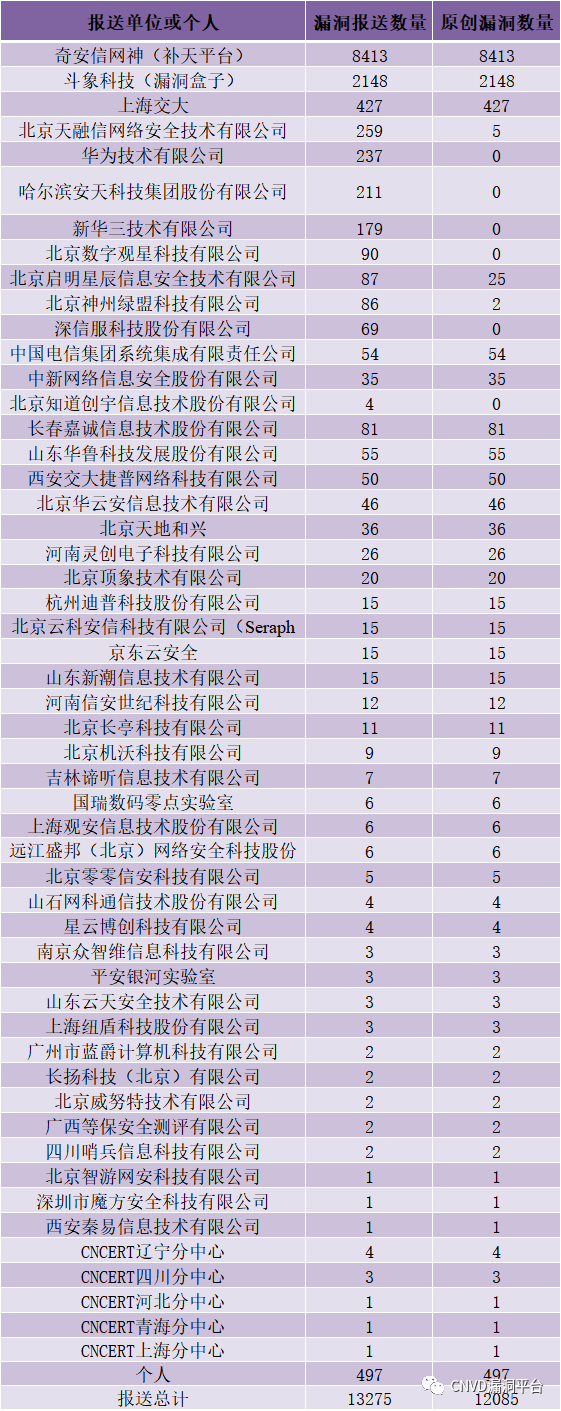 报送单位或个人 漏洞报送数量 原创漏洞数量
奇安信网神（补天平台） 8413 8413
斗象科技（漏洞盒子） 2148 2148
上海交大 427 427
北京天融信网络安全技术有限公司 259 5
华为技术有限公司 237 0
哈尔滨安天科技集团股份有限公司 211 0
新华三技术有限公司 179 0
北京数字观星科技有限公司 90 0
北京启明星辰信息安全技术有限公司 87 25
北京神州绿盟科技有限公司 86 2
深信服科技股份有限公司 69 0
中国电信集团系统集成有限责任公司 54 54
中新网络信息安全股份有限公司 35 35
北京知道创宇信息技术股份有限公司 4 0
长春嘉诚信息技术股份有限公司 81 81
山东华鲁科技发展股份有限公司 55 55
西安交大捷普网络科技有限公司 50 50
北京华云安信息技术有限公司 46 46
北京天地和兴 36 36
河南灵创电子科技有限公司 26 26
北京顶象技术有限公司 20 20
杭州迪普科技股份有限公司 15 15
北京云科安信科技有限公司（Seraph 15 15
京东云安全 15 15
山东新潮信息技术有限公司 15 15
河南信安世纪科技有限公司 12 12
北京长亭科技有限公司 11 11
北京机沃科技有限公司 9 9
吉林谛听信息技术有限公司 7 7
国瑞数码零点实验室 6 6
上海观安信息技术股份有限公司 6 6
远江盛邦（北京）网络安全科技股份 6 6
北京零零信安科技有限公司 5 5
山石网科通信技术股份有限公司 4 4
星云博创科技有限公司 4 4
南京众智维信息科技有限公司 3 3
平安银河实验室 3 3
山东云天安全技术有限公司 3 3
上海纽盾科技股份有限公司 3 3
广州市蓝爵计算机科技有限公司 2 2
长扬科技（北京）有限公司 2 2
北京威努特技术有限公司 2 2
广西等保安全测评有限公司 2 2
四川哨兵信息科技有限公司 2 2
北京智游网安科技有限公司 1 1
深圳市魔方安全科技有限公司 1 1
西安秦易信息技术有限公司 1 1
CNCERT辽宁分中心 4 4
CNCERT四川分中心 3 3
CNCERT河北分中心 1 1
CNCERT青海分中心 1 1
CNCERT上海分中心 1 1
个人 497 497
报送总计 13275 12085
CNVD漏洞平台